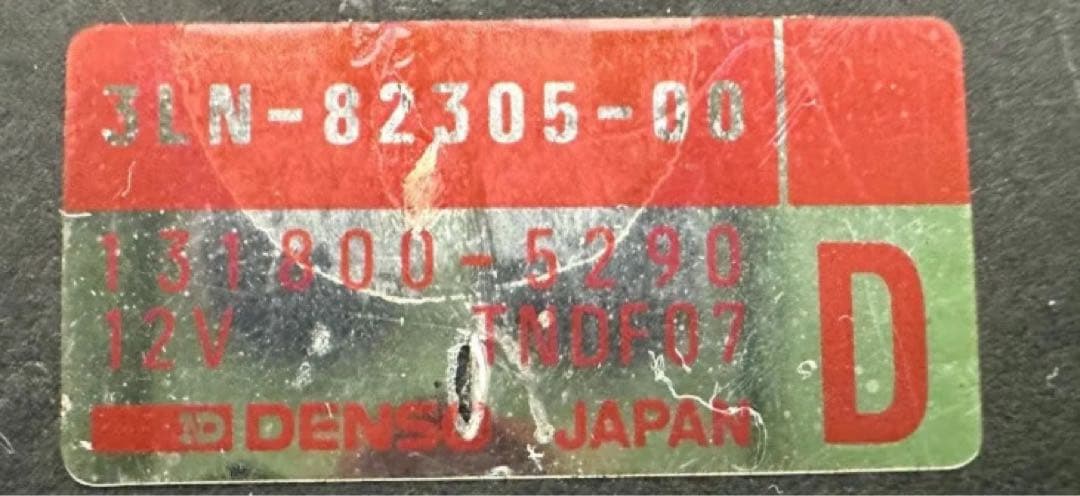 3LN-82305-00
131800-5290
12V TNDF07
D
ND DENSO JAPAN